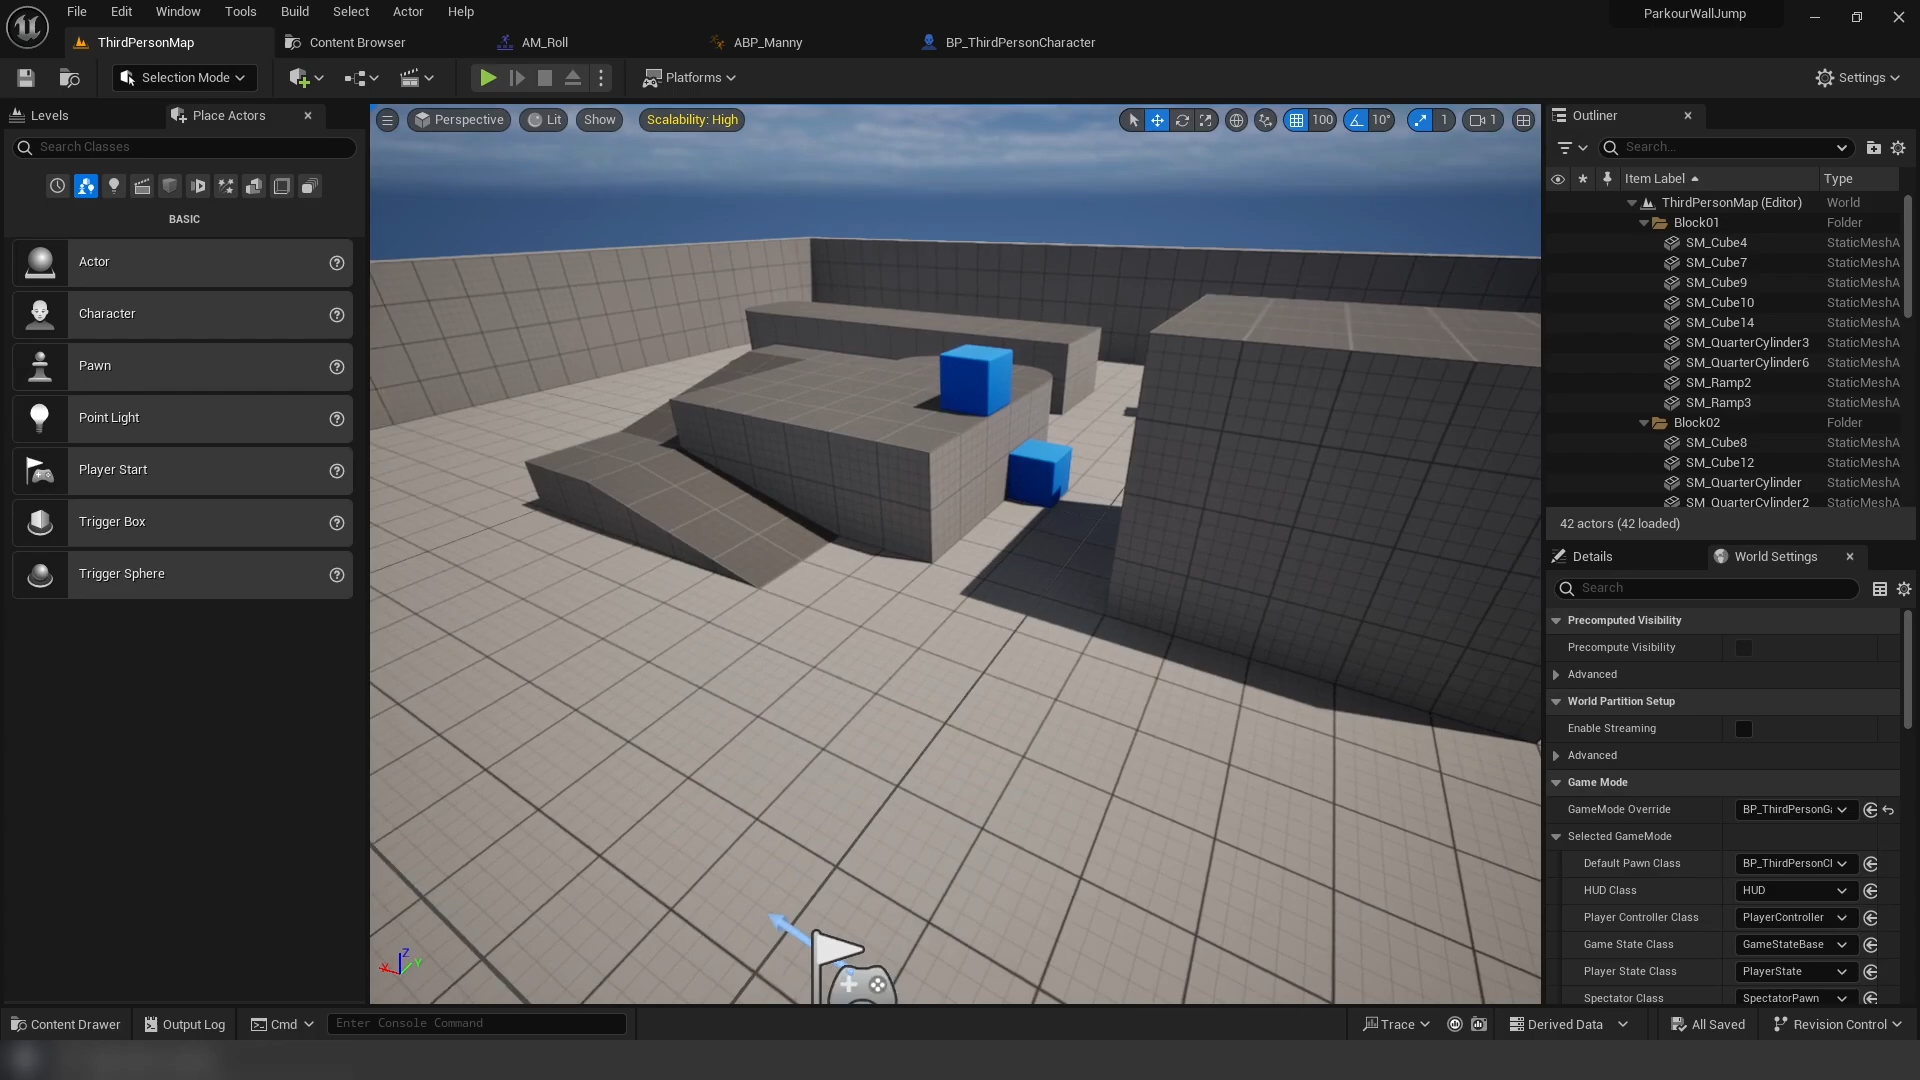 File Edit Window Tools Build Select Actor Help
ParkourWallJump
ThirdPersonMap
Content Browser
AM_Roll
ABP_Manny
BP_ThirdPersonCharacter
Selection Mode
Platforms
Settings
Levels
Place Actors
Search Classes
BASIC
Actor
Character
Pawn
Point Light
Player Start
Trigger Box
Trigger Sphere
Perspective
Lit
Show
Scalability: High
100
10°
1
1
X
Z
Y
Outliner
Search...
Item Label Type
ThirdPersonMap (Editor) World
Block01 Folder
SM_Cube4 StaticMeshA
SM_Cube7 StaticMeshA
SM_Cube9 StaticMeshA
SM_Cube10 StaticMeshA
SM_Cube14 StaticMeshA
SM_QuarterCylinder3 StaticMeshA
SM_QuarterCylinder6 StaticMeshA
SM_Ramp2 StaticMeshA
SM_Ramp3 StaticMeshA
Block02 Folder
SM_Cube8 StaticMeshA
SM_Cube12 StaticMeshA
SM_QuarterCylinder StaticMeshA
SM_QuarterCylinder2 StaticMeshA
42 actors (42 loaded)
Details
World Settings
Search
Precomputed Visibility
Precompute Visibility
Advanced
World Partition Setup
Enable Streaming
Advanced
Game Mode
GameMode Override BP_ThirdPersonGa
Selected GameMode
Default Pawn Class BP_ThirdPersonCl
HUD Class HUD
Player Controller Class PlayerController
Game State Class GameStateBase
Player State Class PlayerState
Spectator Class SpectatorPawn
Content Drawer
Output Log
Cmd
Enter Console Command
Trace
Derived Data
All Saved
Revision Control